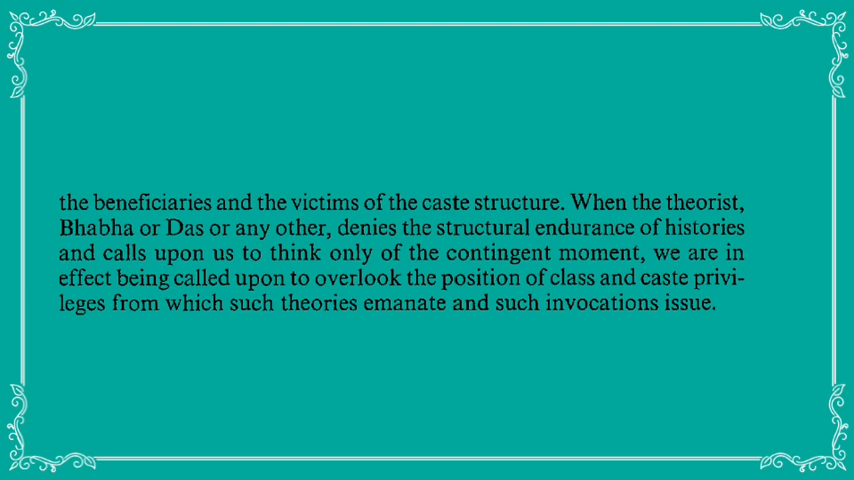 the beneficiaries and the victims of the caste structure. When the theorist,
Bhabha or Das or any other, denies the structural endurance of histories
and calls upon us to think only of the contingent moment, we are in
effect being called upon to overlook the position of class and caste privi-
leges from which such theories emanate and such invocations issue.